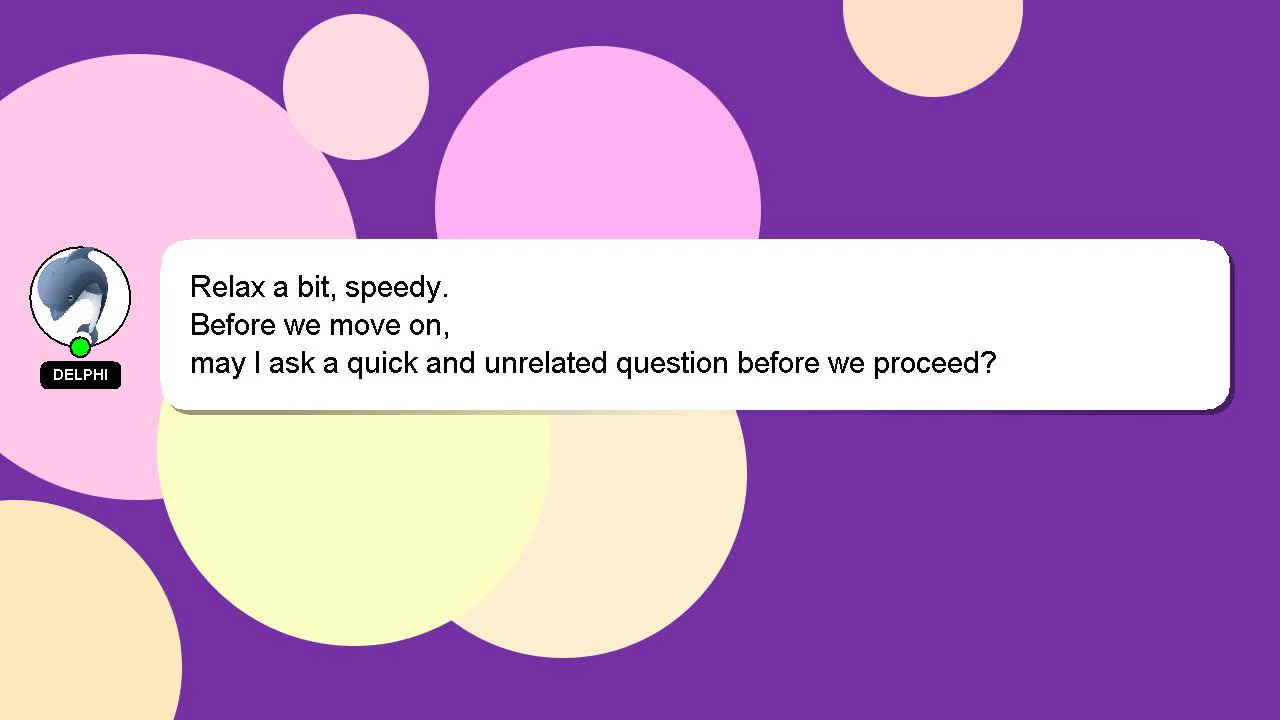 Relax a bit, speedy.
Before we move on,
may I ask a quick and unrelated question before we proceed?
DELPHI